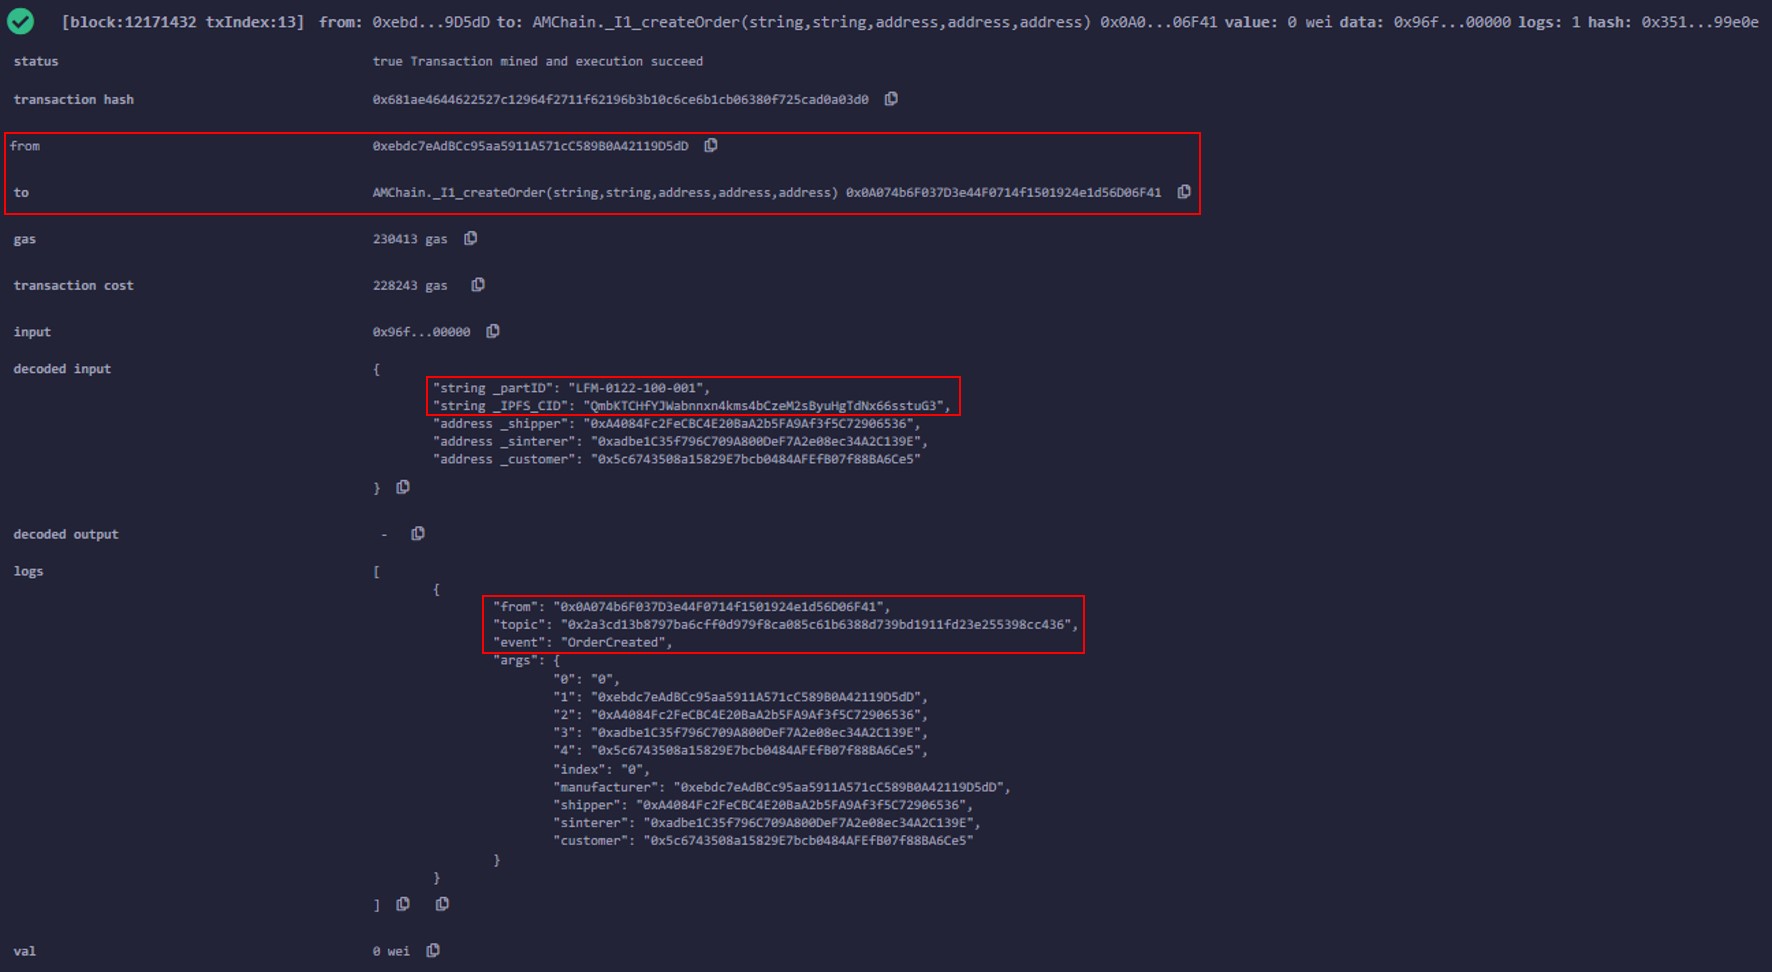 [block:12171432 txIndex:13] from: 0xebd...9D5dD to: AMChain._I1_createOrder(string,string,address,address,address) 0x0A0...06F41 value: 0 wei data: 0x96f...00000 logs: 1 hash: 0x351...99e0e
status true Transaction mined and execution succeed
transaction hash 0x681ae4644622527c12964f2711f62196b3b10c6ce6b1cb06380f725cad0a03d0
from 0xebdc7eAdBCc95aa5911A571cC589B0A42119D5dD
to AMChain._I1_createOrder(string,string,address,address,address) 0x0A074b6F037D3e44F0714f1501924e1d56D06F41
gas 230413 gas
transaction cost 228243 gas
input 0x96f...00000
decoded input {
"string _partID": "LFM-0122-100-001",
"string _IPFS_CID": "QmbKTCHfYJWabnnxn4kms4bCzeM2sByuHgTdNx66sstuG3",
"address _shipper": "0xA4084Fc2FeCBC4E20BaA2b5FA9Af3f5C72906536",
"address _sinterer": "0xadbe1C35f796C709A800DeF7A2e08ec34A2C139E",
"address _customer": "0x5c6743508a15829E7bcb0484AFEfB07f88BA6Ce5"
}
decoded output -
logs [
{
"from": "0x0A074b6F037D3e44F0714f1501924e1d56D06F41",
"topic": "0x2a3cd13b8797ba6cff0d979f8ca085c61b6388d739bd1911fd23e255398cc436",
"event": "OrderCreated",
"args": {
"0": "0",
"1": "0xebdc7eAdBCc95aa5911A571cC589B0A42119D5dD",
"2": "0xA4084Fc2FeCBC4E20BaA2b5FA9Af3f5C72906536",
"3": "0xadbe1C35f796C709A800DeF7A2e08ec34A2C139E",
"4": "0x5c6743508a15829E7bcb0484AFEfB07f88BA6Ce5",
"index": "0",
"manufacturer": "0xebdc7eAdBCc95aa5911A571cC589B0A42119D5dD",
"shipper": "0xA4084Fc2FeCBC4E20BaA2b5FA9Af3f5C72906536",
"sinterer": "0xadbe1C35f796C709A800DeF7A2e08ec34A2C139E",
"customer": "0x5c6743508a15829E7bcb0484AFEfB07f88BA6Ce5"
}
}
]
val 0 wei